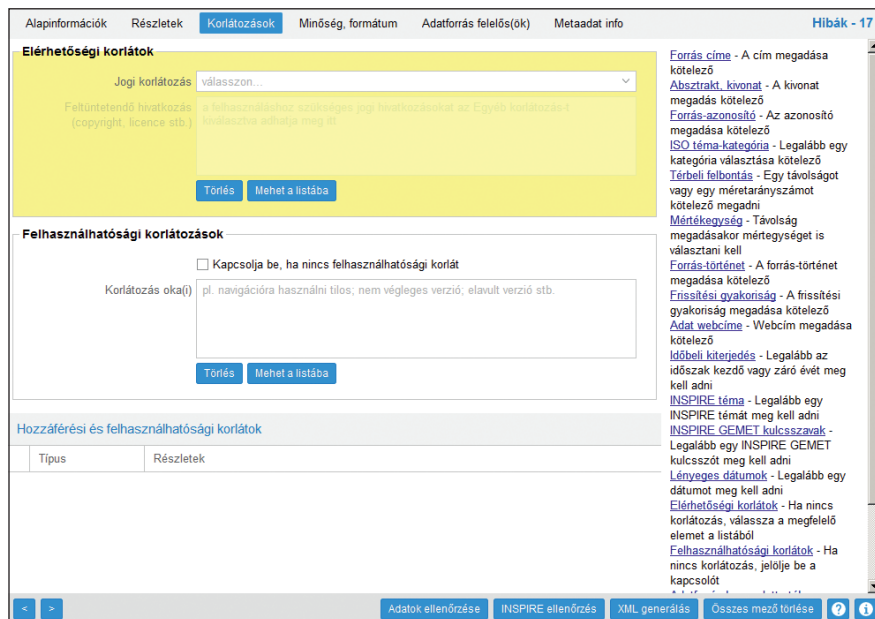 Alapinformációk Részletek Korlátozások Minőség, formátum Adatforrás felelős(ök) Metaadat info Hibák - 17
Elérhetőségi korlátok
Jogi korlátozás válasszon...
Feltüntetendő hivatkozás (copyright, licence stb.)
a felhasználáshoz szükséges jogi hivatkozásokat az Egyéb korlátozás-t
kiválasztva adhatja meg itt
Törlés Mehet a listába
Felhasználhatósági korlátozások
Kapcsolja be, ha nincs felhasználhatósági korlát
Korlátozás oka(i) pl. navigációra használni tilos; nem végleges verzió; elavult verzió stb.
Törlés Mehet a listába
Hozzáférési és felhasználhatósági korlátok
Típus Részletek
Forrás címe - A cím megadása
kötelező
Absztrakt, kivonat - A kivonat
megadás kötelező
Forrás-azonosító - Az azonosító
megadása kötelező
ISO téma-kategória - Legalább egy
kategória választása kötelező
Térbeli felbontás - Egy távolságot
vagy egy méretarányszámot
kötelező megadni
Mértékegység - Távolság
megadásakor mértegységet is
választani kell
Forrás-történet - A forrás-történet
megadása kötelező
Frissítési gyakoriság - A frissítési
gyakoriság megadása kötelező
Adat webcíme - Webcím megadása
kötelező
Időbeli kiterjedés - Legalább az
időszak kezdő vagy záró évét meg
kell adni
INSPIRE téma - Legalább egy
INSPIRE témát meg kell adni
INSPIRE GEMET kulcsszavak -
Legalább egy INSPIRE GEMET
kulcsszót meg kell adni
Lényeges dátumok - Legalább egy
dátumot meg kell adni
Elérhetőségi korlátok - Ha nincs
korlátozás, válassza a megfelelő
elemet a listából
Felhasználhatósági korlátok - Ha
nincs korlátozás, jelölje be a
kapcsolót
< > Adatok ellenőrzése INSPIRE ellenőrzés XML generálás Összes mező törlése ? i